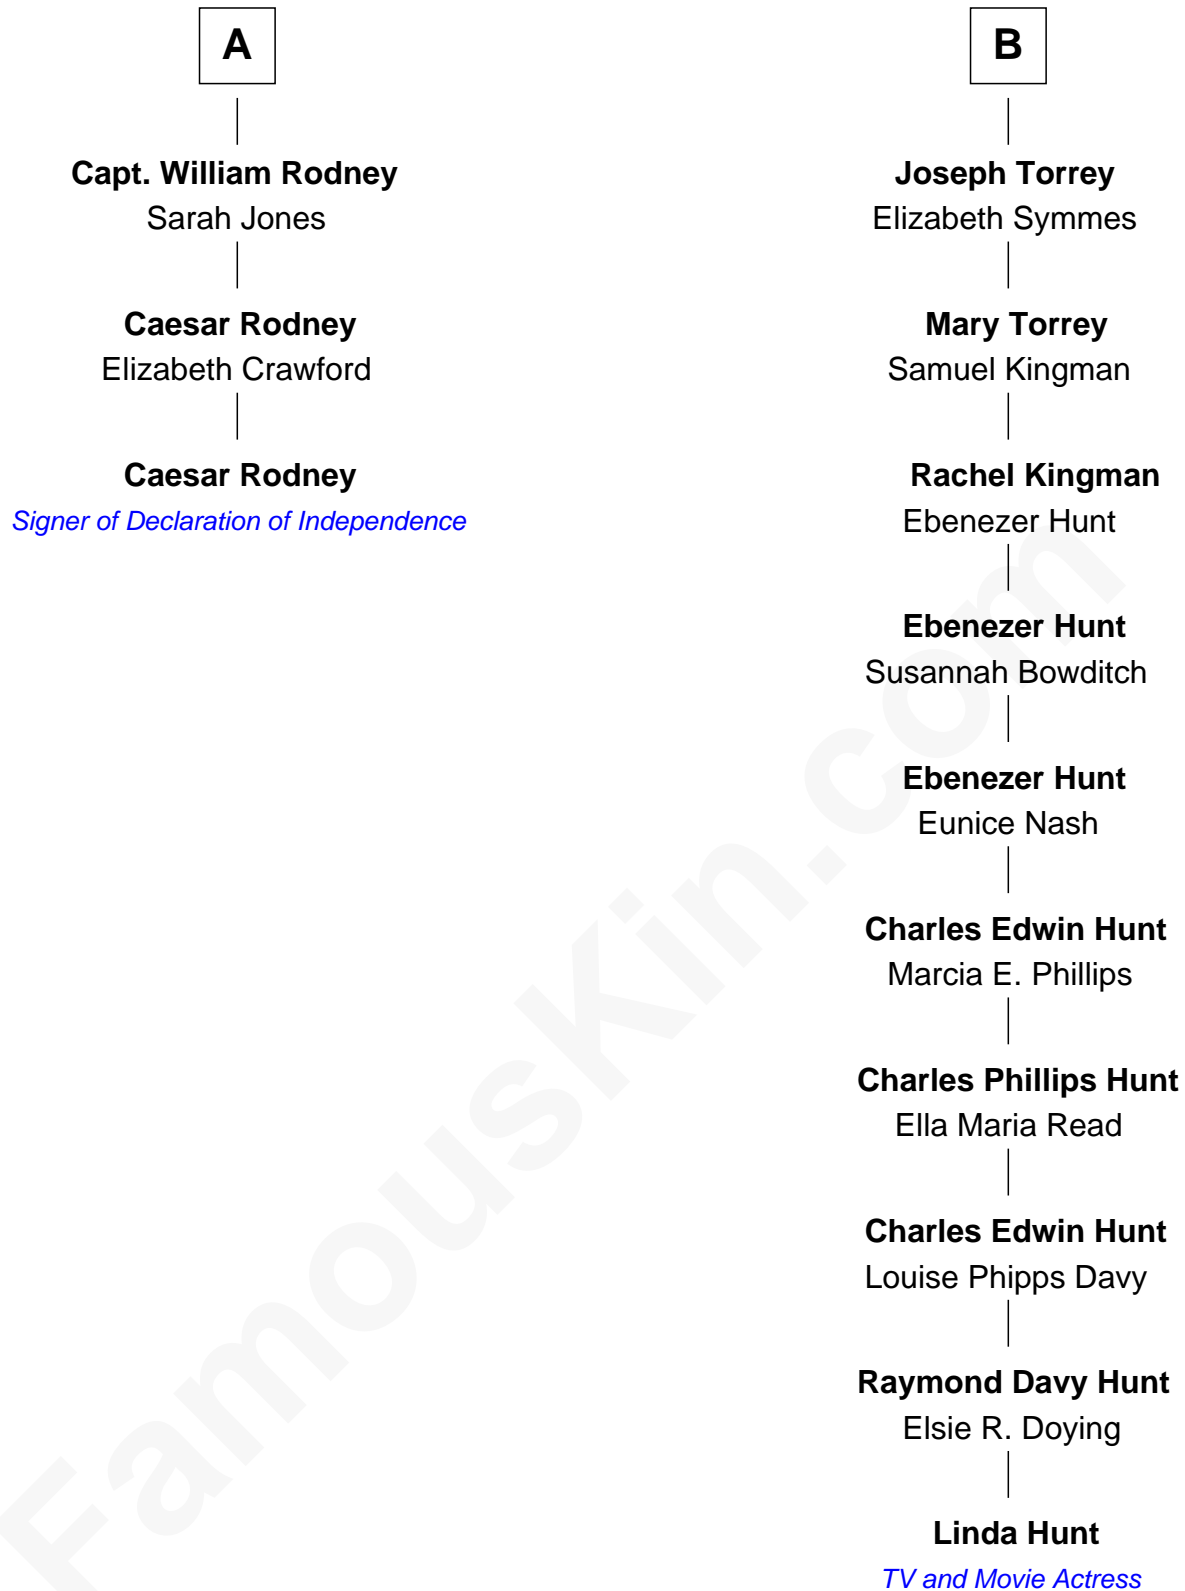 A
Capt. William Rodney
Sarah Jones
Caesar Rodney
Elizabeth Crawford
Caesar Rodney
Signer of Declaration of Independence
B
Joseph Torrey
Elizabeth Symmes
Mary Torrey
Samuel Kingman
Rachel Kingman
Ebenezer Hunt
Ebenezer Hunt
Susannah Bowditch
Ebenezer Hunt
Eunice Nash
Charles Edwin Hunt
Marcia E. Phillips
Charles Phillips Hunt
Ella Maria Read
Charles Edwin Hunt
Louise Phipps Davy
Raymond Davy Hunt
Elsie R. Doying
Linda Hunt
TV and Movie Actress
FamousKin.com